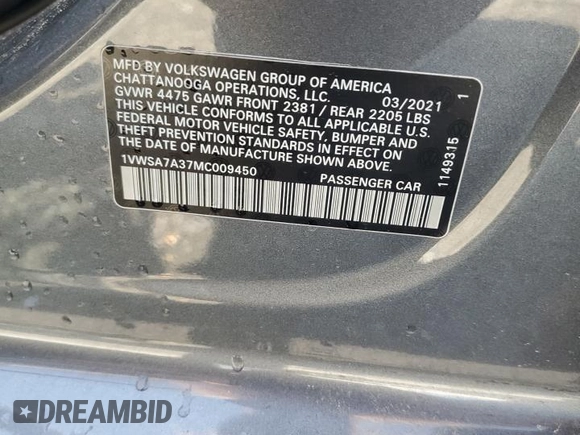 MFD BY VOLKSWAGEN GROUP OF AMERICA
CHATTANOOGA OPERATIONS, LLC. 03/2021 1
GVWR 4475 GAWR FRONT 2381 / REAR 2205 LBS
THIS VEHICLE CONFORMS TO ALL APPLICABLE U.S.
FEDERAL MOTOR VEHICLE SAFETY, BUMPER AND
THEFT PREVENTION STANDARDS IN EFFECT ON
THE DATE OF MANUFACTURE SHOWN ABOVE.
1VWSA7A37MC009450 PASSENGER CAR
1149315
DREAMBID